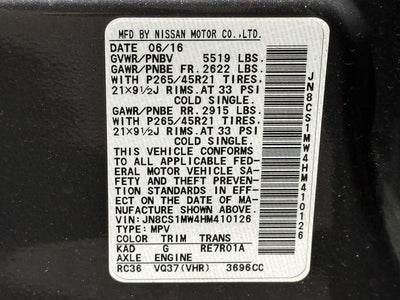 MFD BY NISSAN MOTOR CO.,LTD.
DATE 06/16
GVWR/PNBV 5519 LBS.
GAWR/PNBE FR.2622 LBS.
WITH P265/45R21 TIRES
21×9½J RIMS.AT 33 PSI
COLD SINGLE.
GAWR/PNBE RR.2915 LBS.
WITH P265/45R21 TIRES
21×9½J RIMS.AT 33 PSI
COLD SINGLE.
THIS VEHICLE CONFORMS
TO ALL APPLICABLE FED-
ERAL MOTOR VEHICLE SA-
FETY AND THEFT PREVEN-
TION STANDARDS IN EFF-
ECT ON THE DATE OF MA-
NUFACTURE SHOWN ABOVE.
VIN:JN8CS1MW4HM410126
TYPE:MPV
COLOR TRIM TRANS
KAD G RE7R01A
AXLE ENGINE
RC36 VQ37(VHR) 3696CC
JN8CS1MW4HM410126